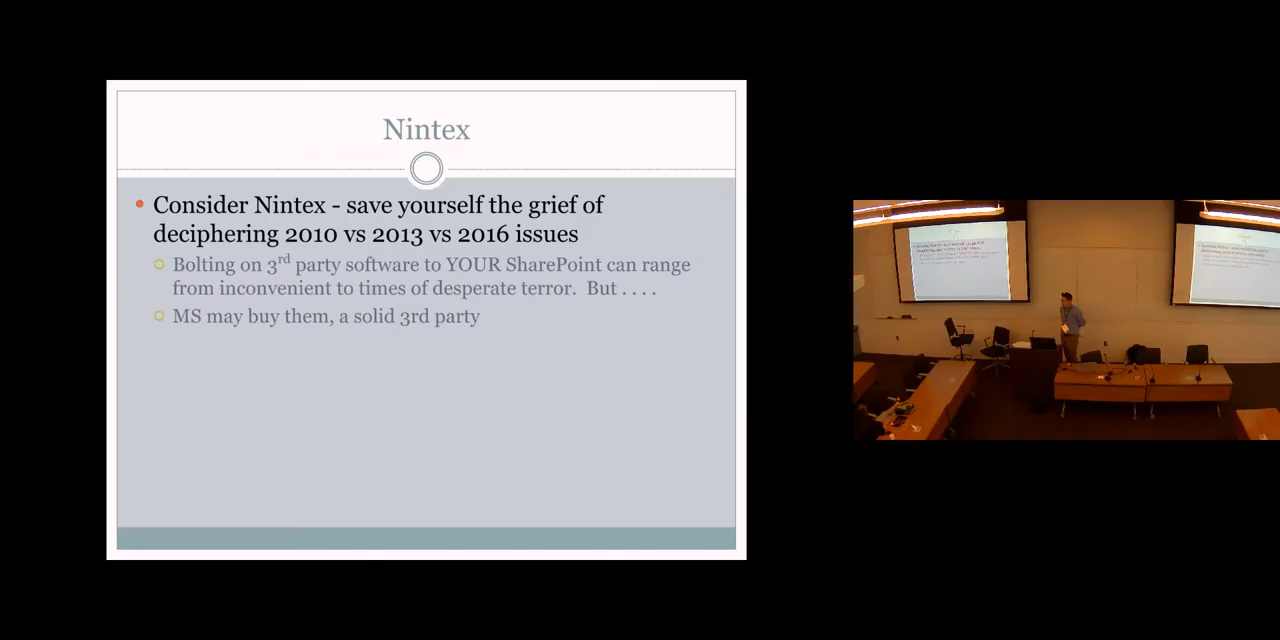 Nintex
Consider Nintex - save yourself the grief of
deciphering 2010 vs 2013 vs 2016 issues
Bolting on 3rd party software to YOUR SharePoint can range
from inconvenient to times of desperate terror. But . . . .
MS may buy them, a solid 3rd party